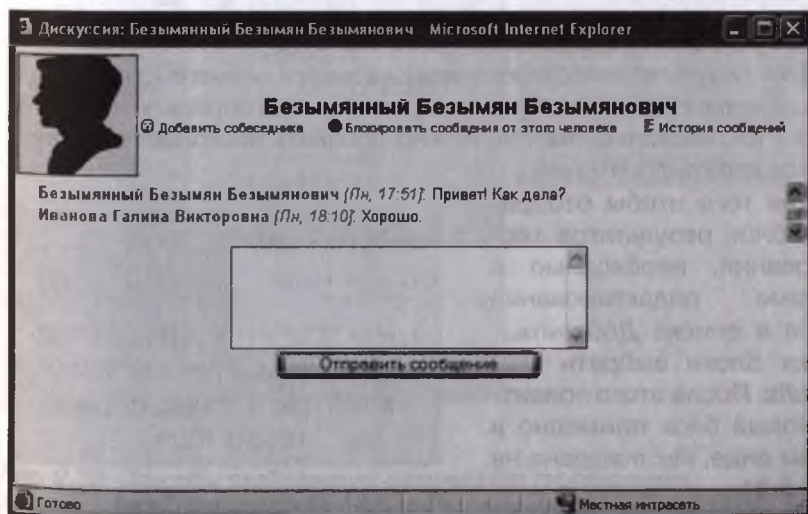 Дискуссия: Безымянный Безымян Безымянович Microsoft Internet Explorer
Безымянный Безымян Безымянович
Добавить собеседника Блокировать сообщения от этого человека История сообщений
Безымянный Безымян Безымянович [Пн, 17:51]: Привет! Как дела?
Иванова Галина Викторовна [Пн, 18:10]: Хорошо.
Отправить сообщение
Готово Местная интрасеть